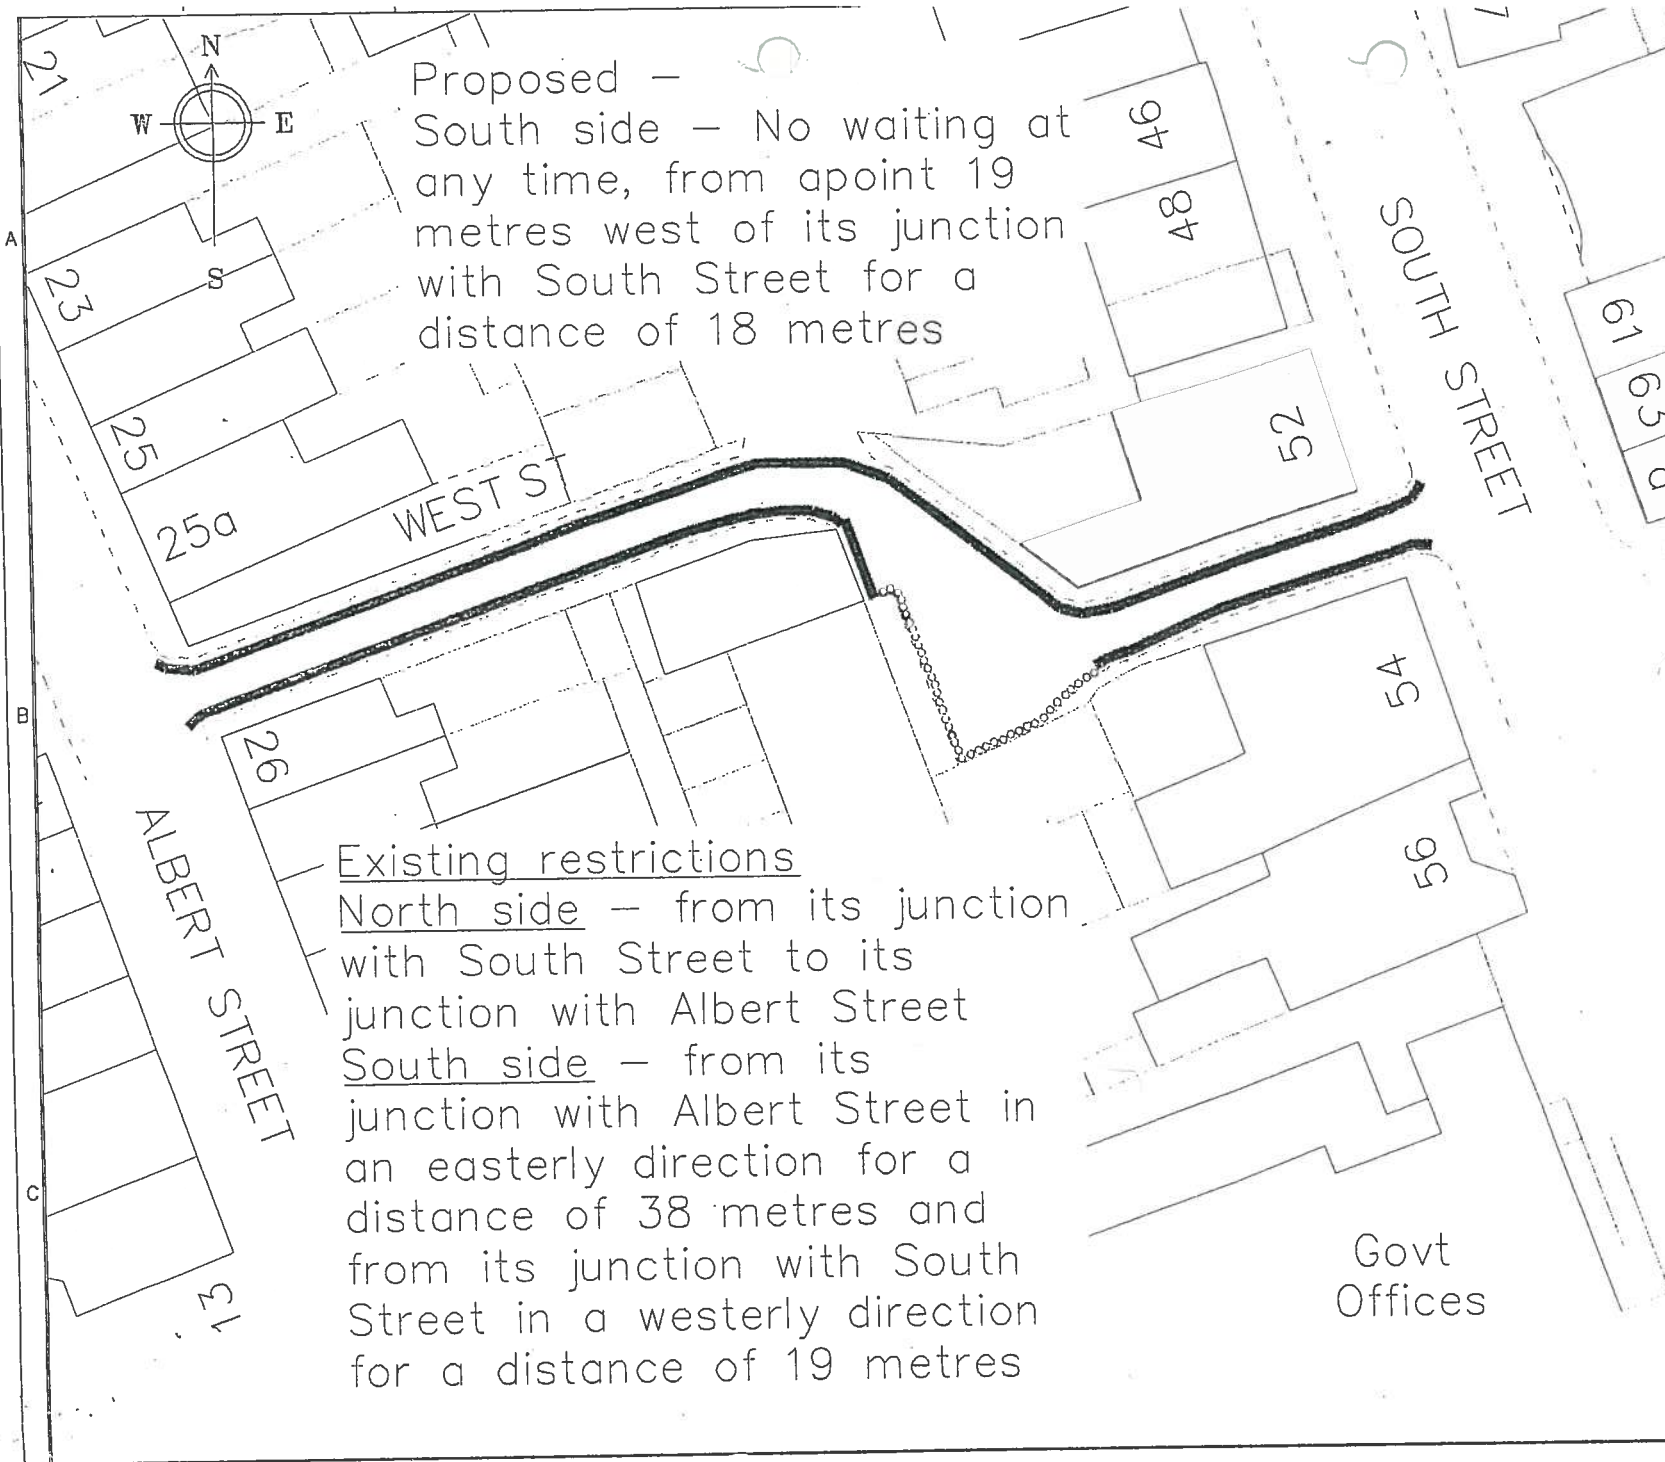 N
W E
S
21
Proposed –
South side – No waiting at
any time, from apoint 19
metres west of its junction
with South Street for a
distance of 18 metres
46
48
A
23
SOUTH STREET
61
63
25
52
WEST ST
25a
54
B
26
56
ALBERT STREET
Existing restrictions
North side – from its junction
with South Street to its
junction with Albert Street
South side – from its
junction with Albert Street in
an easterly direction for a
distance of 38 metres and
from its junction with South
Street in a westerly direction
for a distance of 19 metres
C
13
Govt
Offices